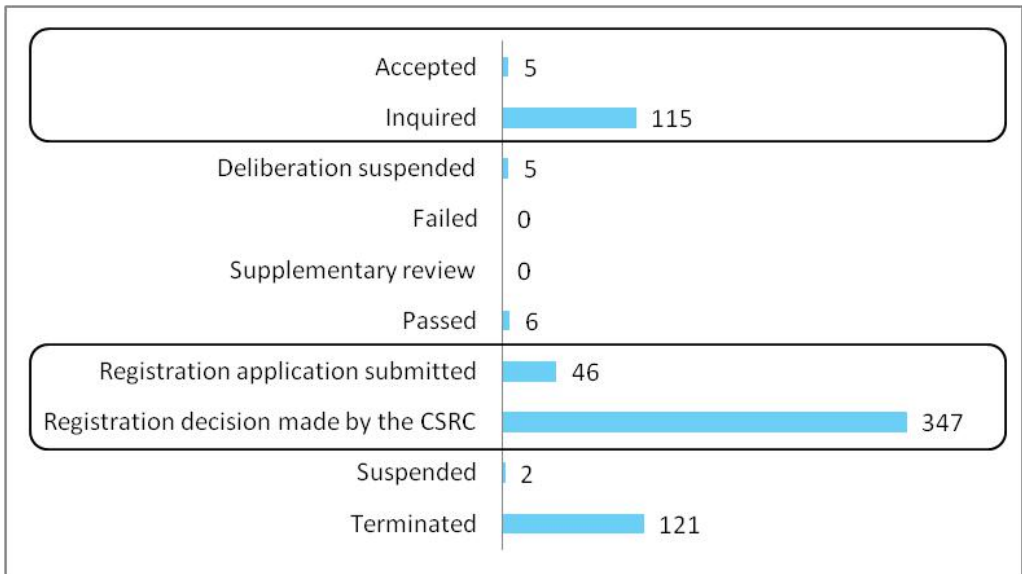 Accepted 5
Inquired 115
Deliberation suspended 5
Failed 0
Supplementary review 0
Passed 6
Registration application submitted 46
Registration decision made by the CSRC 347
Suspended 2
Terminated 121